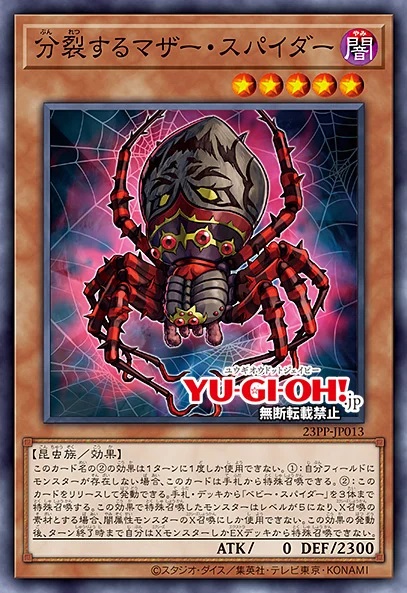 分裂するマザー・スパイダー
闇
ユウギオウドットジェイピー
YU-GI-OH!.jp
無断転載禁止
23PP-JP013
【昆虫族／効果】
このカード名の②の効果は1ターンに1度しか使用できない。①：自分フィールドに
モンスターが存在しない場合、このカードは手札から特殊召喚できる。②：この
カードをリリースして発動できる。手札・デッキから「ベビー・スパイダー」を3体まで
特殊召喚する。この効果で特殊召喚したモンスターはレベルが5になり、X召喚の
素材とする場合、闇属性モンスターのX召喚にしか使用できない。この効果の発動
後、ターン終了時まで自分はXモンスターしかEXデッキから特殊召喚できない。
ATK/ 0 DEF/2300
©スタジオ・ダイス／集英社・テレビ東京・KONAMI